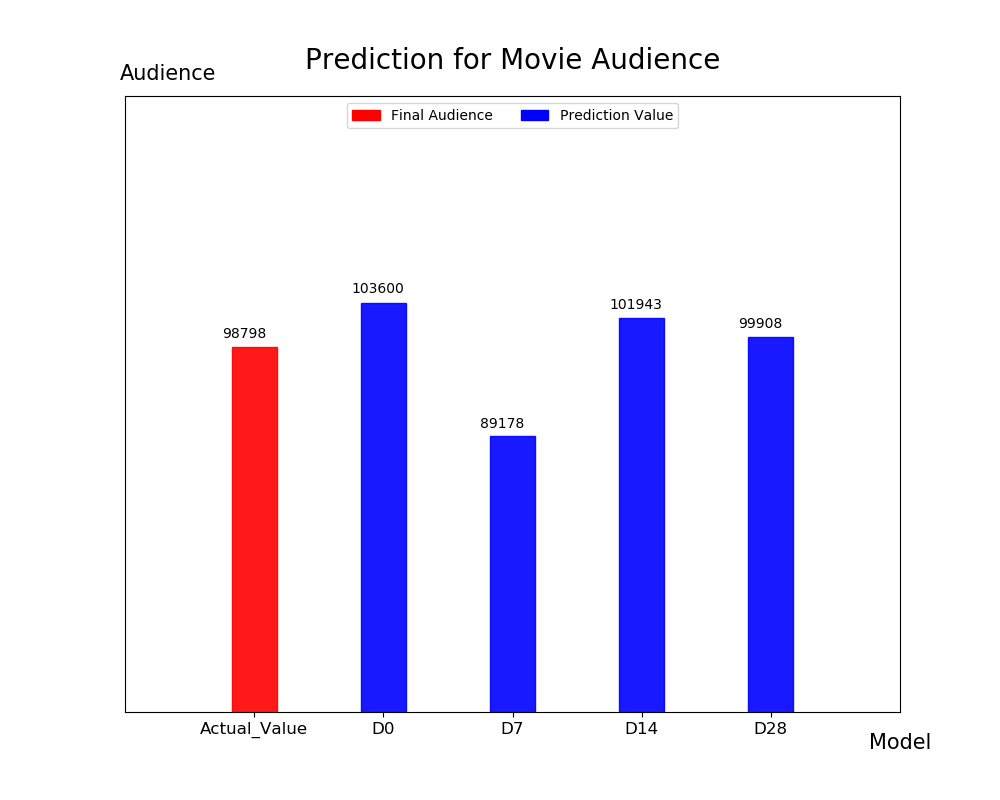 Prediction for Movie Audience
Audience
Final Audience
Prediction Value
98798
103600
89178
101943
99908
Actual_Value
D0
D7
D14
D28
Model